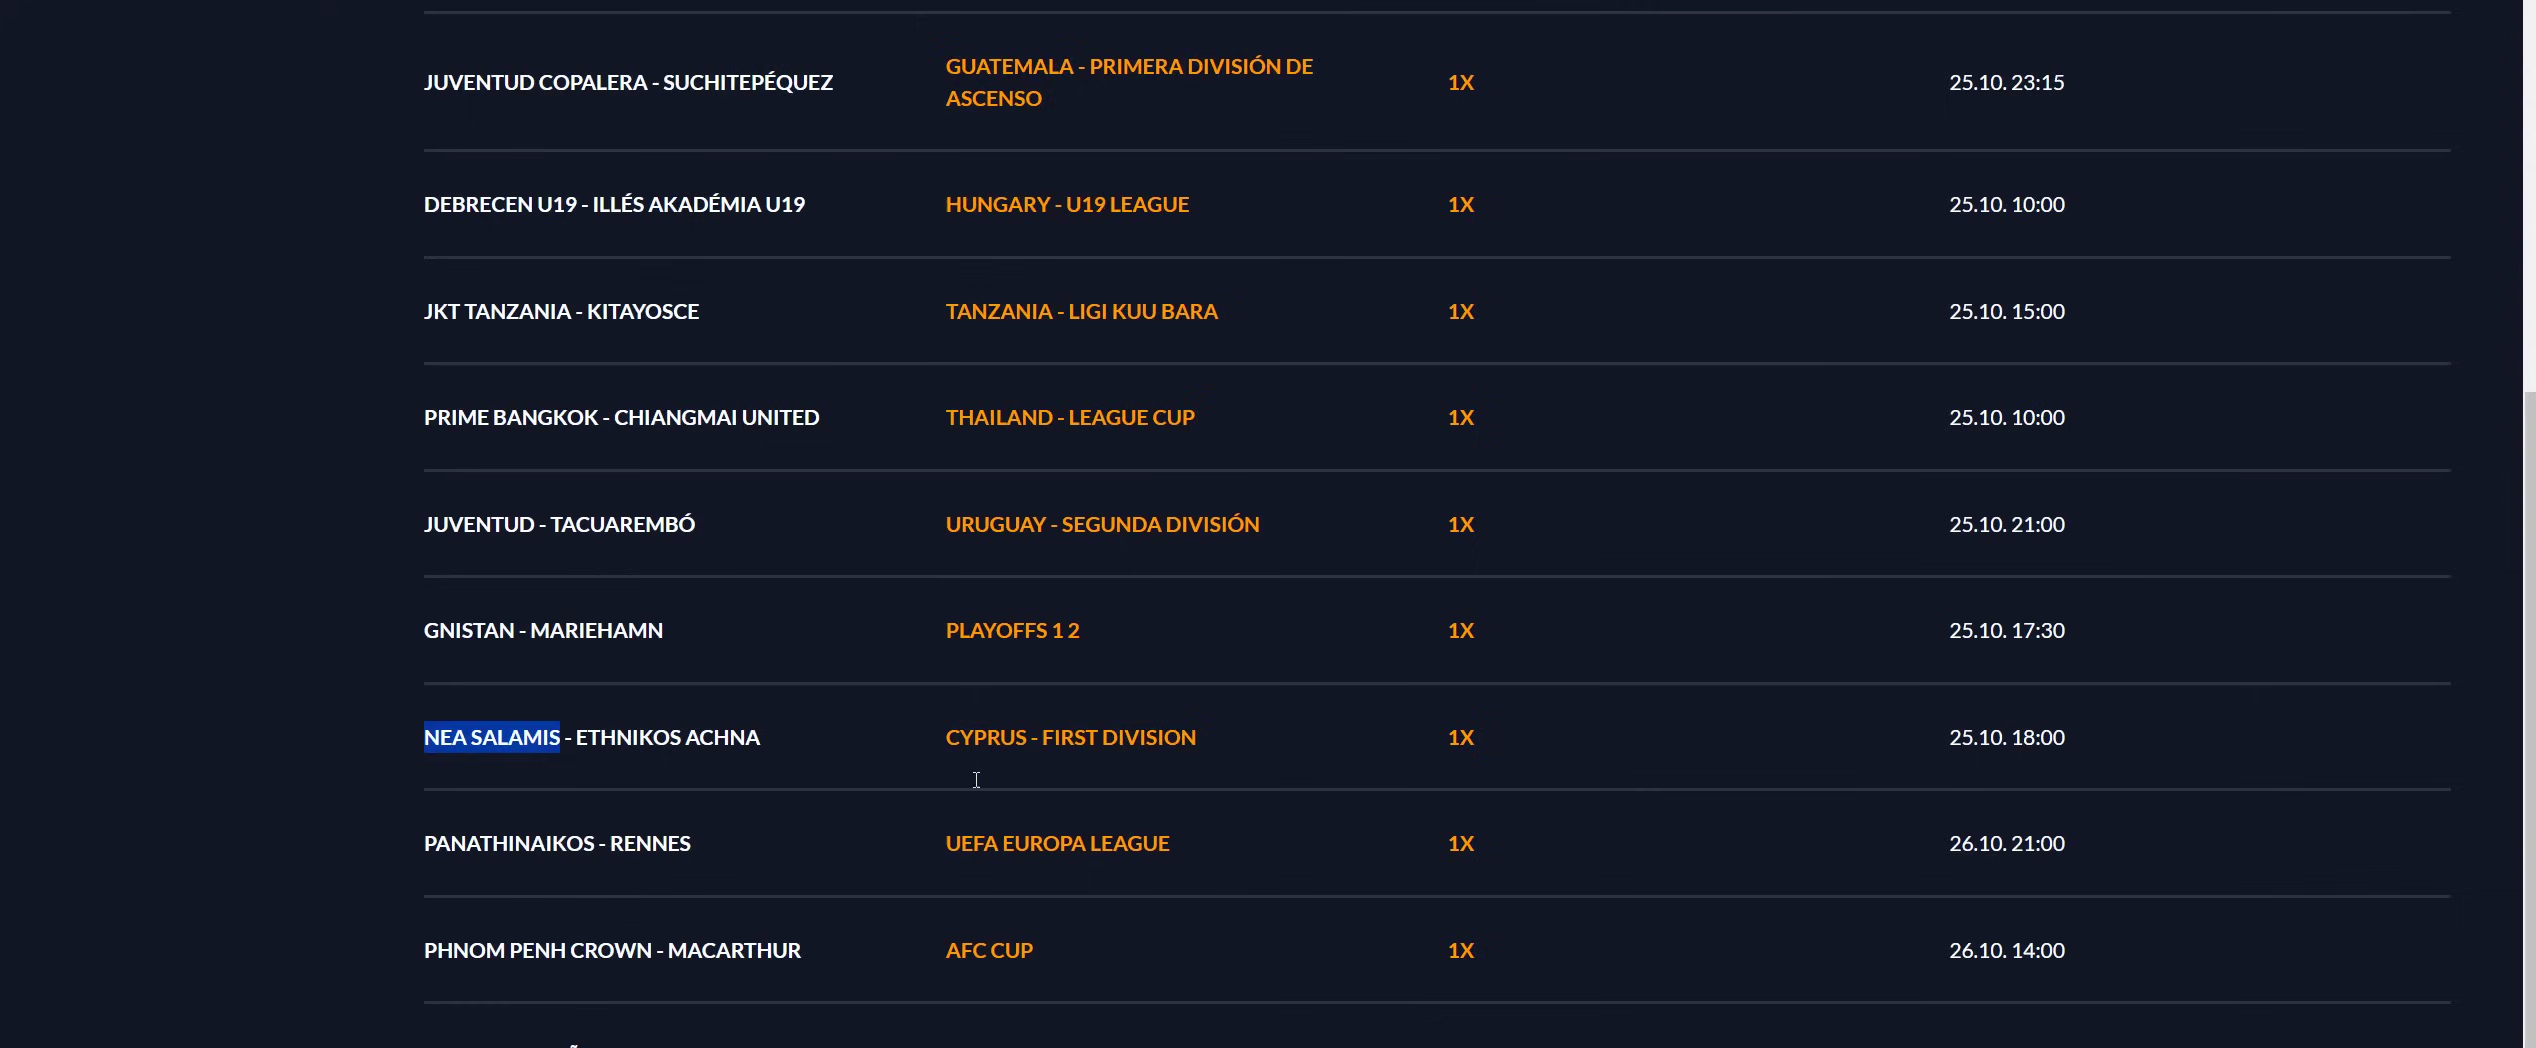 JUVENTUD COPALERA - SUCHITEPÉQUEZ
GUATEMALA - PRIMERA DIVISIÓN DE
ASCENSO
1X
25.10. 23:15
DEBRECEN U19 - ILLÉS AKADÉMIA U19
HUNGARY - U19 LEAGUE
1X
25.10. 10:00
JKT TANZANIA - KITAYOSCE
TANZANIA - LIGI KUU BARA
1X
25.10. 15:00
PRIME BANGKOK - CHIANGMAI UNITED
THAILAND - LEAGUE CUP
1X
25.10. 10:00
JUVENTUD - TACUAREMBÓ
URUGUAY - SEGUNDA DIVISIÓN
1X
25.10. 21:00
GNISTAN - MARIEHAMN
PLAYOFFS 1 2
1X
25.10. 17:30
NEA SALAMIS - ETHNIKOS ACHNA
CYPRUS - FIRST DIVISION
1X
25.10. 18:00
PANATHINAIKOS - RENNES
UEFA EUROPA LEAGUE
1X
26.10. 21:00
PHNOM PENH CROWN - MACARTHUR
AFC CUP
1X
26.10. 14:00